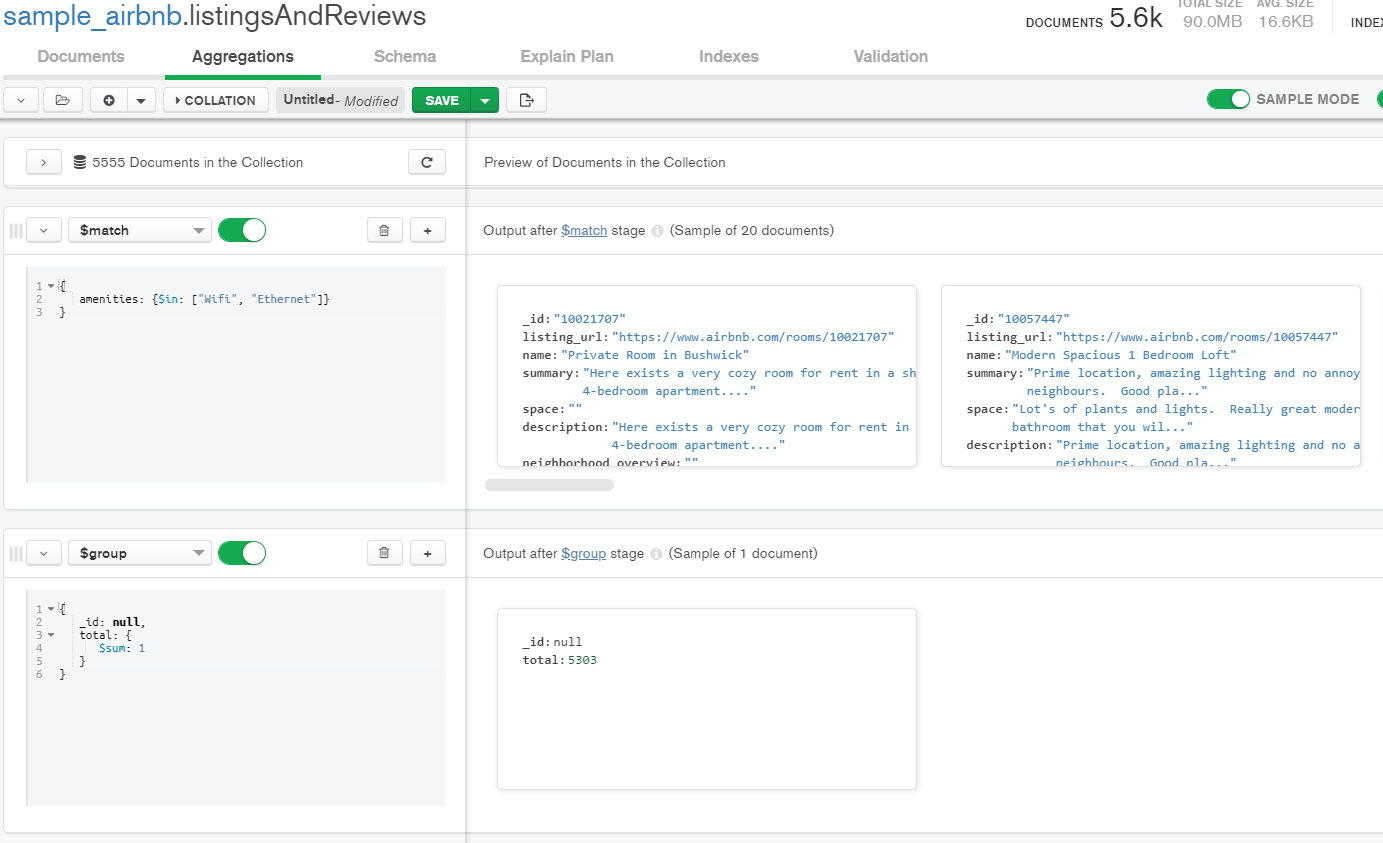 sample_airbnb.listingsAndReviews
DOCUMENTS 5.6k TOTAL SIZE 90.0MB AVG. SIZE 16.6KB
Documents Aggregations Schema Explain Plan Indexes Validation
COLLATION Untitled- Modified SAVE SAMPLE MODE
5555 Documents in the Collection
Preview of Documents in the Collection
$match
Output after $match stage (Sample of 20 documents)
1 {
2 amenities: {$in: ["Wifi", "Ethernet"]}
3 }
_id:"10021707"
listing_url:"https://www.airbnb.com/rooms/10021707"
name:"Private Room in Bushwick"
summary:"Here exists a very cozy room for rent in a sh
4-bedroom apartment...."
space:""
description:"Here exists a very cozy room for rent in
4-bedroom apartment...."
neighborhood_overview:""
_id:"10057447"
listing_url:"https://www.airbnb.com/rooms/10057447"
name:"Modern Spacious 1 Bedroom Loft"
summary:"Prime location, amazing lighting and no annoy
neighbours.  Good pla..."
space:"Lot's of plants and lights.  Really great moder
bathroom that you wil..."
description:"Prime location, amazing lighting and no a
neighbours.  Good pla..."
$group
Output after $group stage (Sample of 1 document)
1 {
2 _id: null,
3 total: {
4 $sum: 1
5 }
6 }
_id:null
total:5303